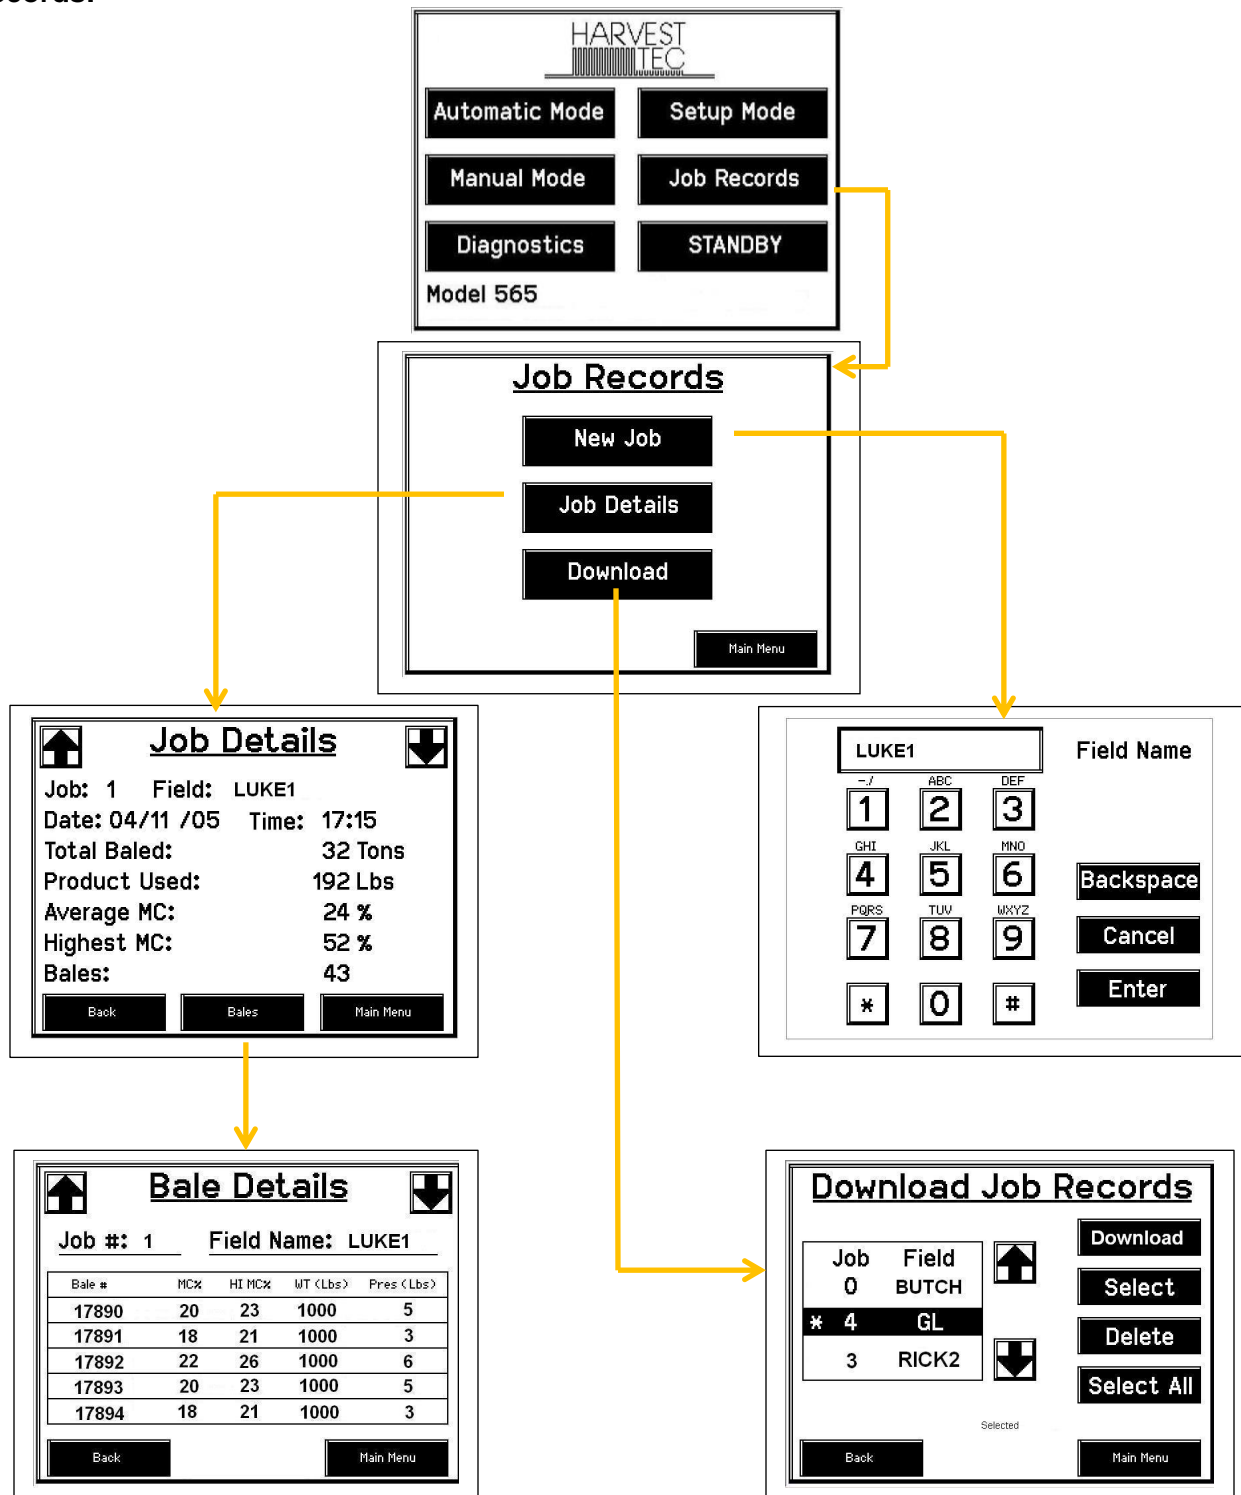 HARVEST
TEC
Automatic Mode Setup Mode
Manual Mode Job Records
Diagnostics STANDBY
Model 565
Job Records
New Job
Job Details
Download
Main Menu
Job Details
Job: 1 Field: LUKE1
Date: 04/11 /05 Time: 17:15
Total Baled: 32 Tons
Product Used: 192 Lbs
Average MC: 24 %
Highest MC: 52 %
Bales: 43
Back Bales Main Menu
LUKE1 Field Name
-./ ABC DEF
1 2 3
GHI JKL MNO
4 5 6
Backspace
PQRS TUV WXYZ
7 8 9
Cancel
Enter
* 0 #
Bale Details
Job #: 1 Field Name: LUKE1
Bale # MC% HI MC% WT (Lbs) Pres (Lbs)
17890 20 23 1000 5
17891 18 21 1000 3
17892 22 26 1000 6
17893 20 23 1000 5
17894 18 21 1000 3
Back Main Menu
Download Job Records
Job Field
0 BUTCH
* 4 GL
3 RICK2
Download
Select
Delete
Select All
Selected
Back Main Menu